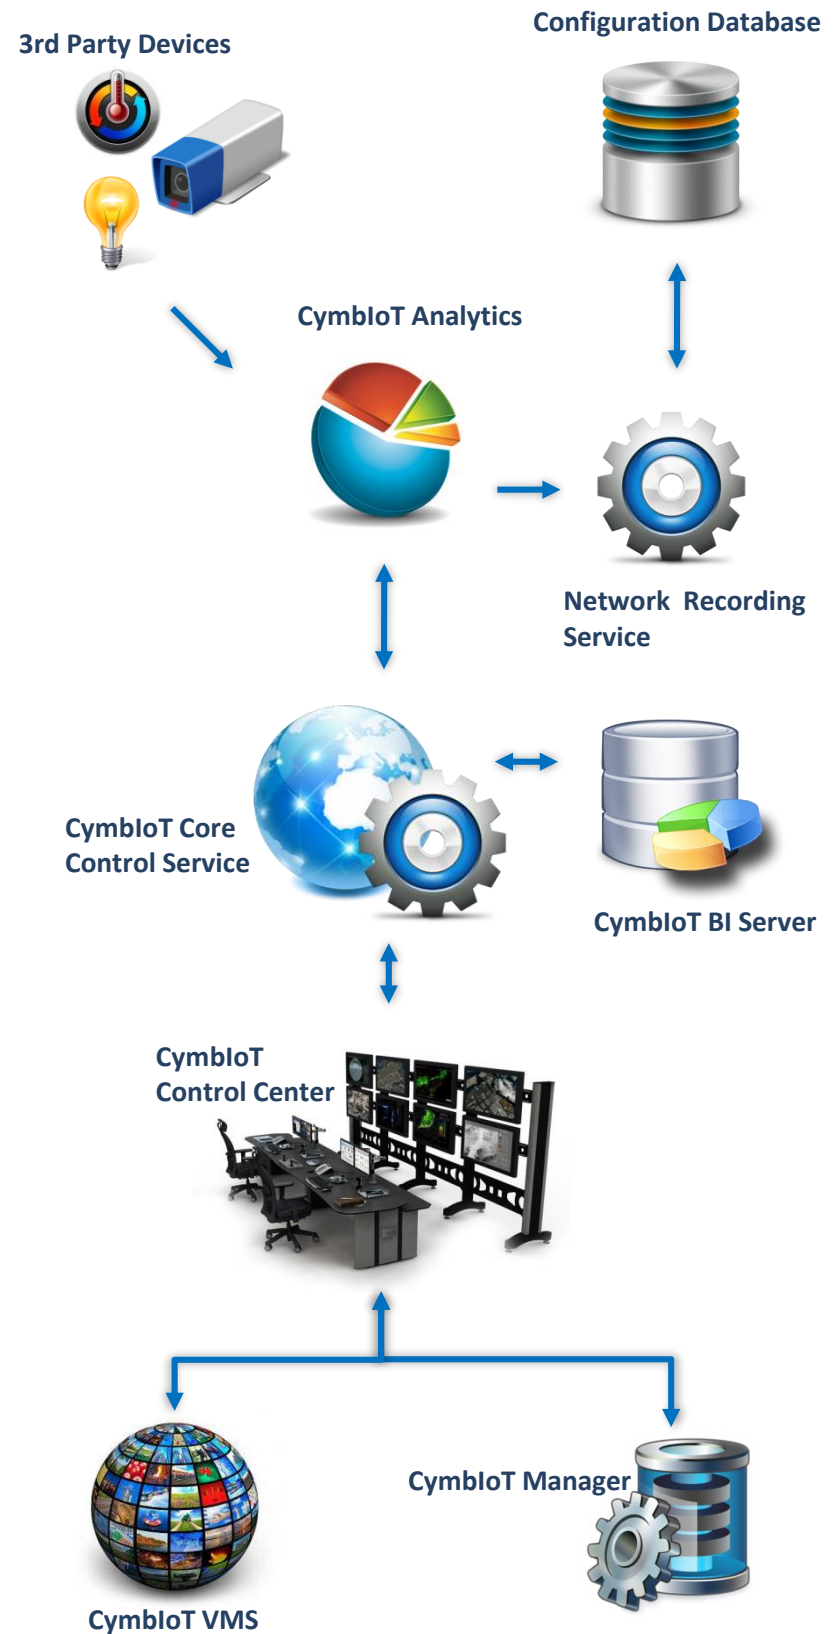 Configuration Database
3rd Party Devices
CymbIoT Analytics
Network Recording
Service
CymbIoT Core
Control Service
CymbIoT BI Server
CymbIoT
Control Center
CymbIoT Manager
CymbIoT VMS